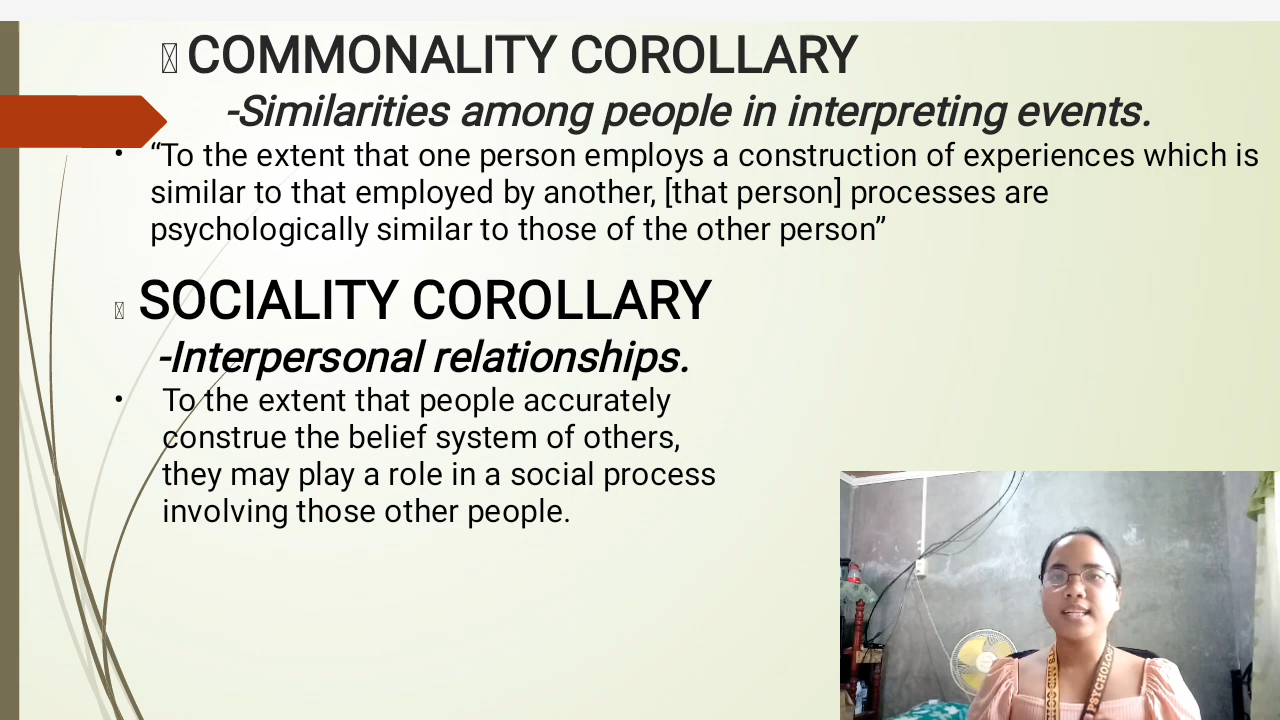 COMMONALITY COROLLARY
-Similarities among people in interpreting events.
• “To the extent that one person employs a construction of experiences which is
similar to that employed by another, [that person] processes are
psychologically similar to those of the other person”
SOCIALITY COROLLARY
-Interpersonal relationships.
• To the extent that people accurately
construe the belief system of others,
they may play a role in a social process
involving those other people.
PSYCHOLOG